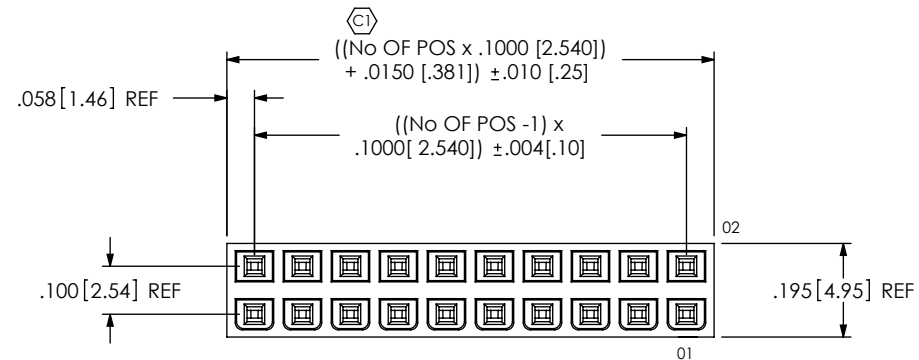 C1
((No OF POS x .1000 [2.540])
+ .0150 [.381]) ±.010 [.25]
.058[1.46] REF
((No OF POS -1) x
.1000[ 2.540]) ±.004[.10]
02
.100[2.54] REF
.195[4.95] REF
01